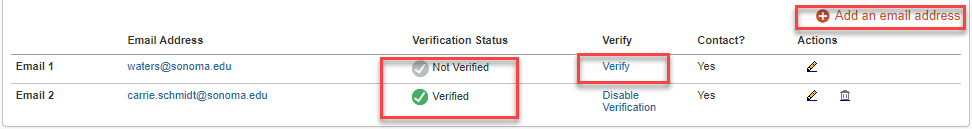 Add an email address
Email Address Verification Status Verify Contact? Actions
Email 1 waters@sonoma.edu Not Verified Verify Yes
Email 2 carrie.schmidt@sonoma.edu Verified Disable Yes
Verification